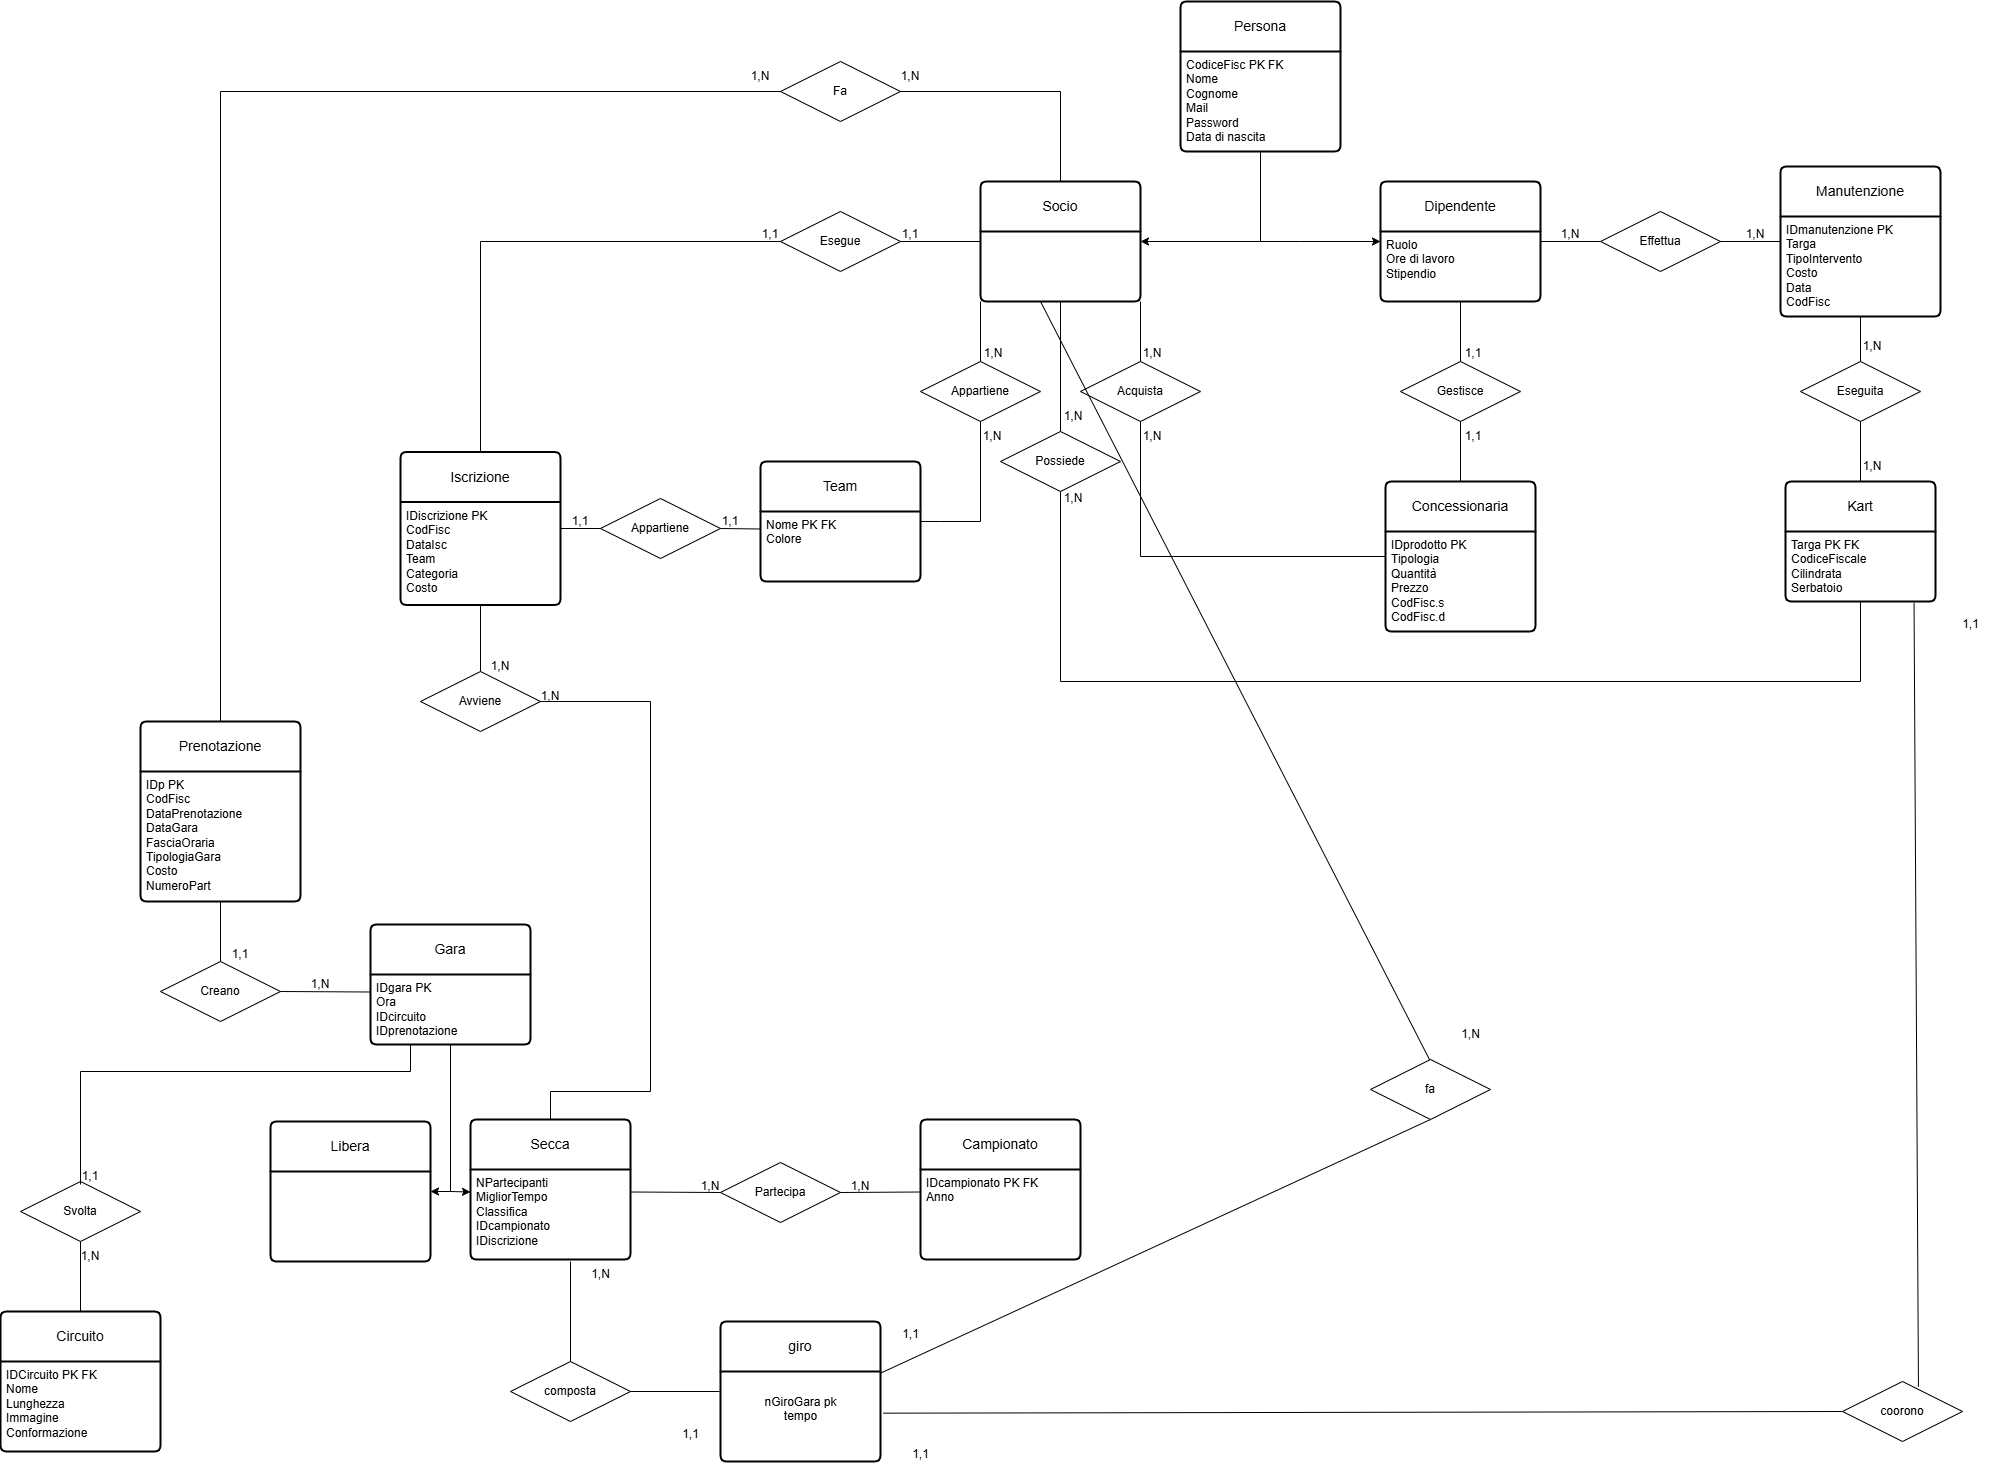 Persona
CodiceFisc PK FK
Nome
Cognome
Mail
Password
Data di nascita
1,N
Fa
1,N
Socio
Dipendente
Ruolo
Ore di lavoro
Stipendio
1,N
Effettua
1,N
Manutenzione
IDmanutenzione PK
Targa
TipoIntervento
Costo
Data
CodFisc
1,1
Esegue
1,1
1,N
Appartiene
1,N
1,N
Acquista
1,N
1,1
Gestisce
1,1
1,N
Eseguita
1,N
1,N
Possiede
1,N
Iscrizione
IDiscrizione PK
CodFisc
DataIsc
Team
Categoria
Costo
1,1
Appartiene
1,1
Team
Nome PK FK
Colore
Concessionaria
IDprodotto PK
Tipologia
Quantità
Prezzo
CodFisc.s
CodFisc.d
Kart
Targa PK FK
CodiceFiscale
Cilindrata
Serbatoio
1,1
1,N
Avviene
1,N
Prenotazione
IDp PK
CodFisc
DataPrenotazione
DataGara
FasciaOraria
TipologiaGara
Costo
NumeroPart
1,1
Creano
1,N
Gara
IDgara PK
Ora
IDcircuito
IDprenotazione
1,N
fa
Libera
Secca
NPartecipanti
MigliorTempo
Classifica
IDcampionato
IDiscrizione
1,N
Partecipa
1,N
Campionato
IDcampionato PK FK
Anno
1,1
Svolta
1,N
1,N
Circuito
IDCircuito PK FK
Nome
Lunghezza
Immagine
Conformazione
composta
1,1
giro
nGiroGara pk
tempo
1,1
1,1
coorono